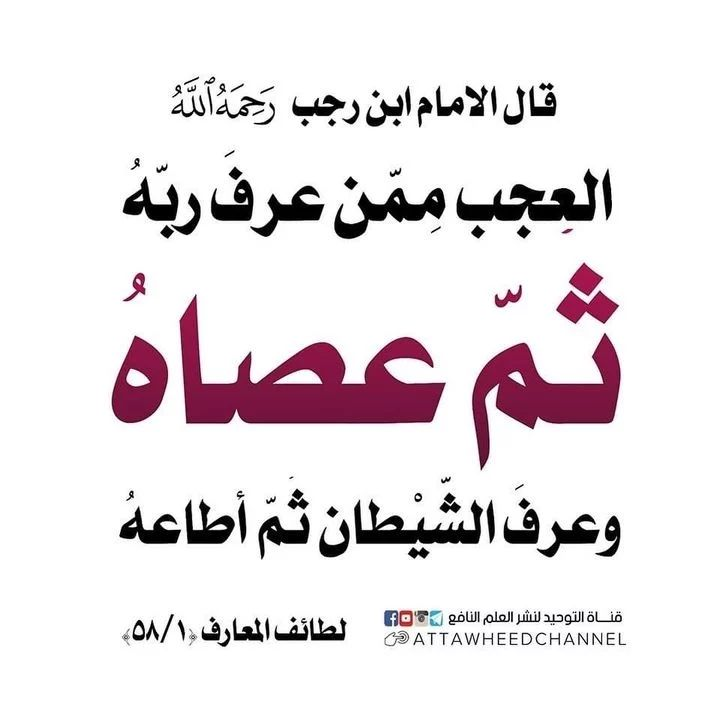 قال الامام ابن رجب رَحِمَهُ ٱللَّهُ
العِجب مِمّن عرفَ ربّهُ
ثمّ عصاهُ
وعرفَ الشّيْطان ثَمّ أطاعهُ
قناة التوحيد لنشر العلم النافع
@ATTAWHEEDCHANNEL
لطائف المعارف ﴿٥٨/١﴾